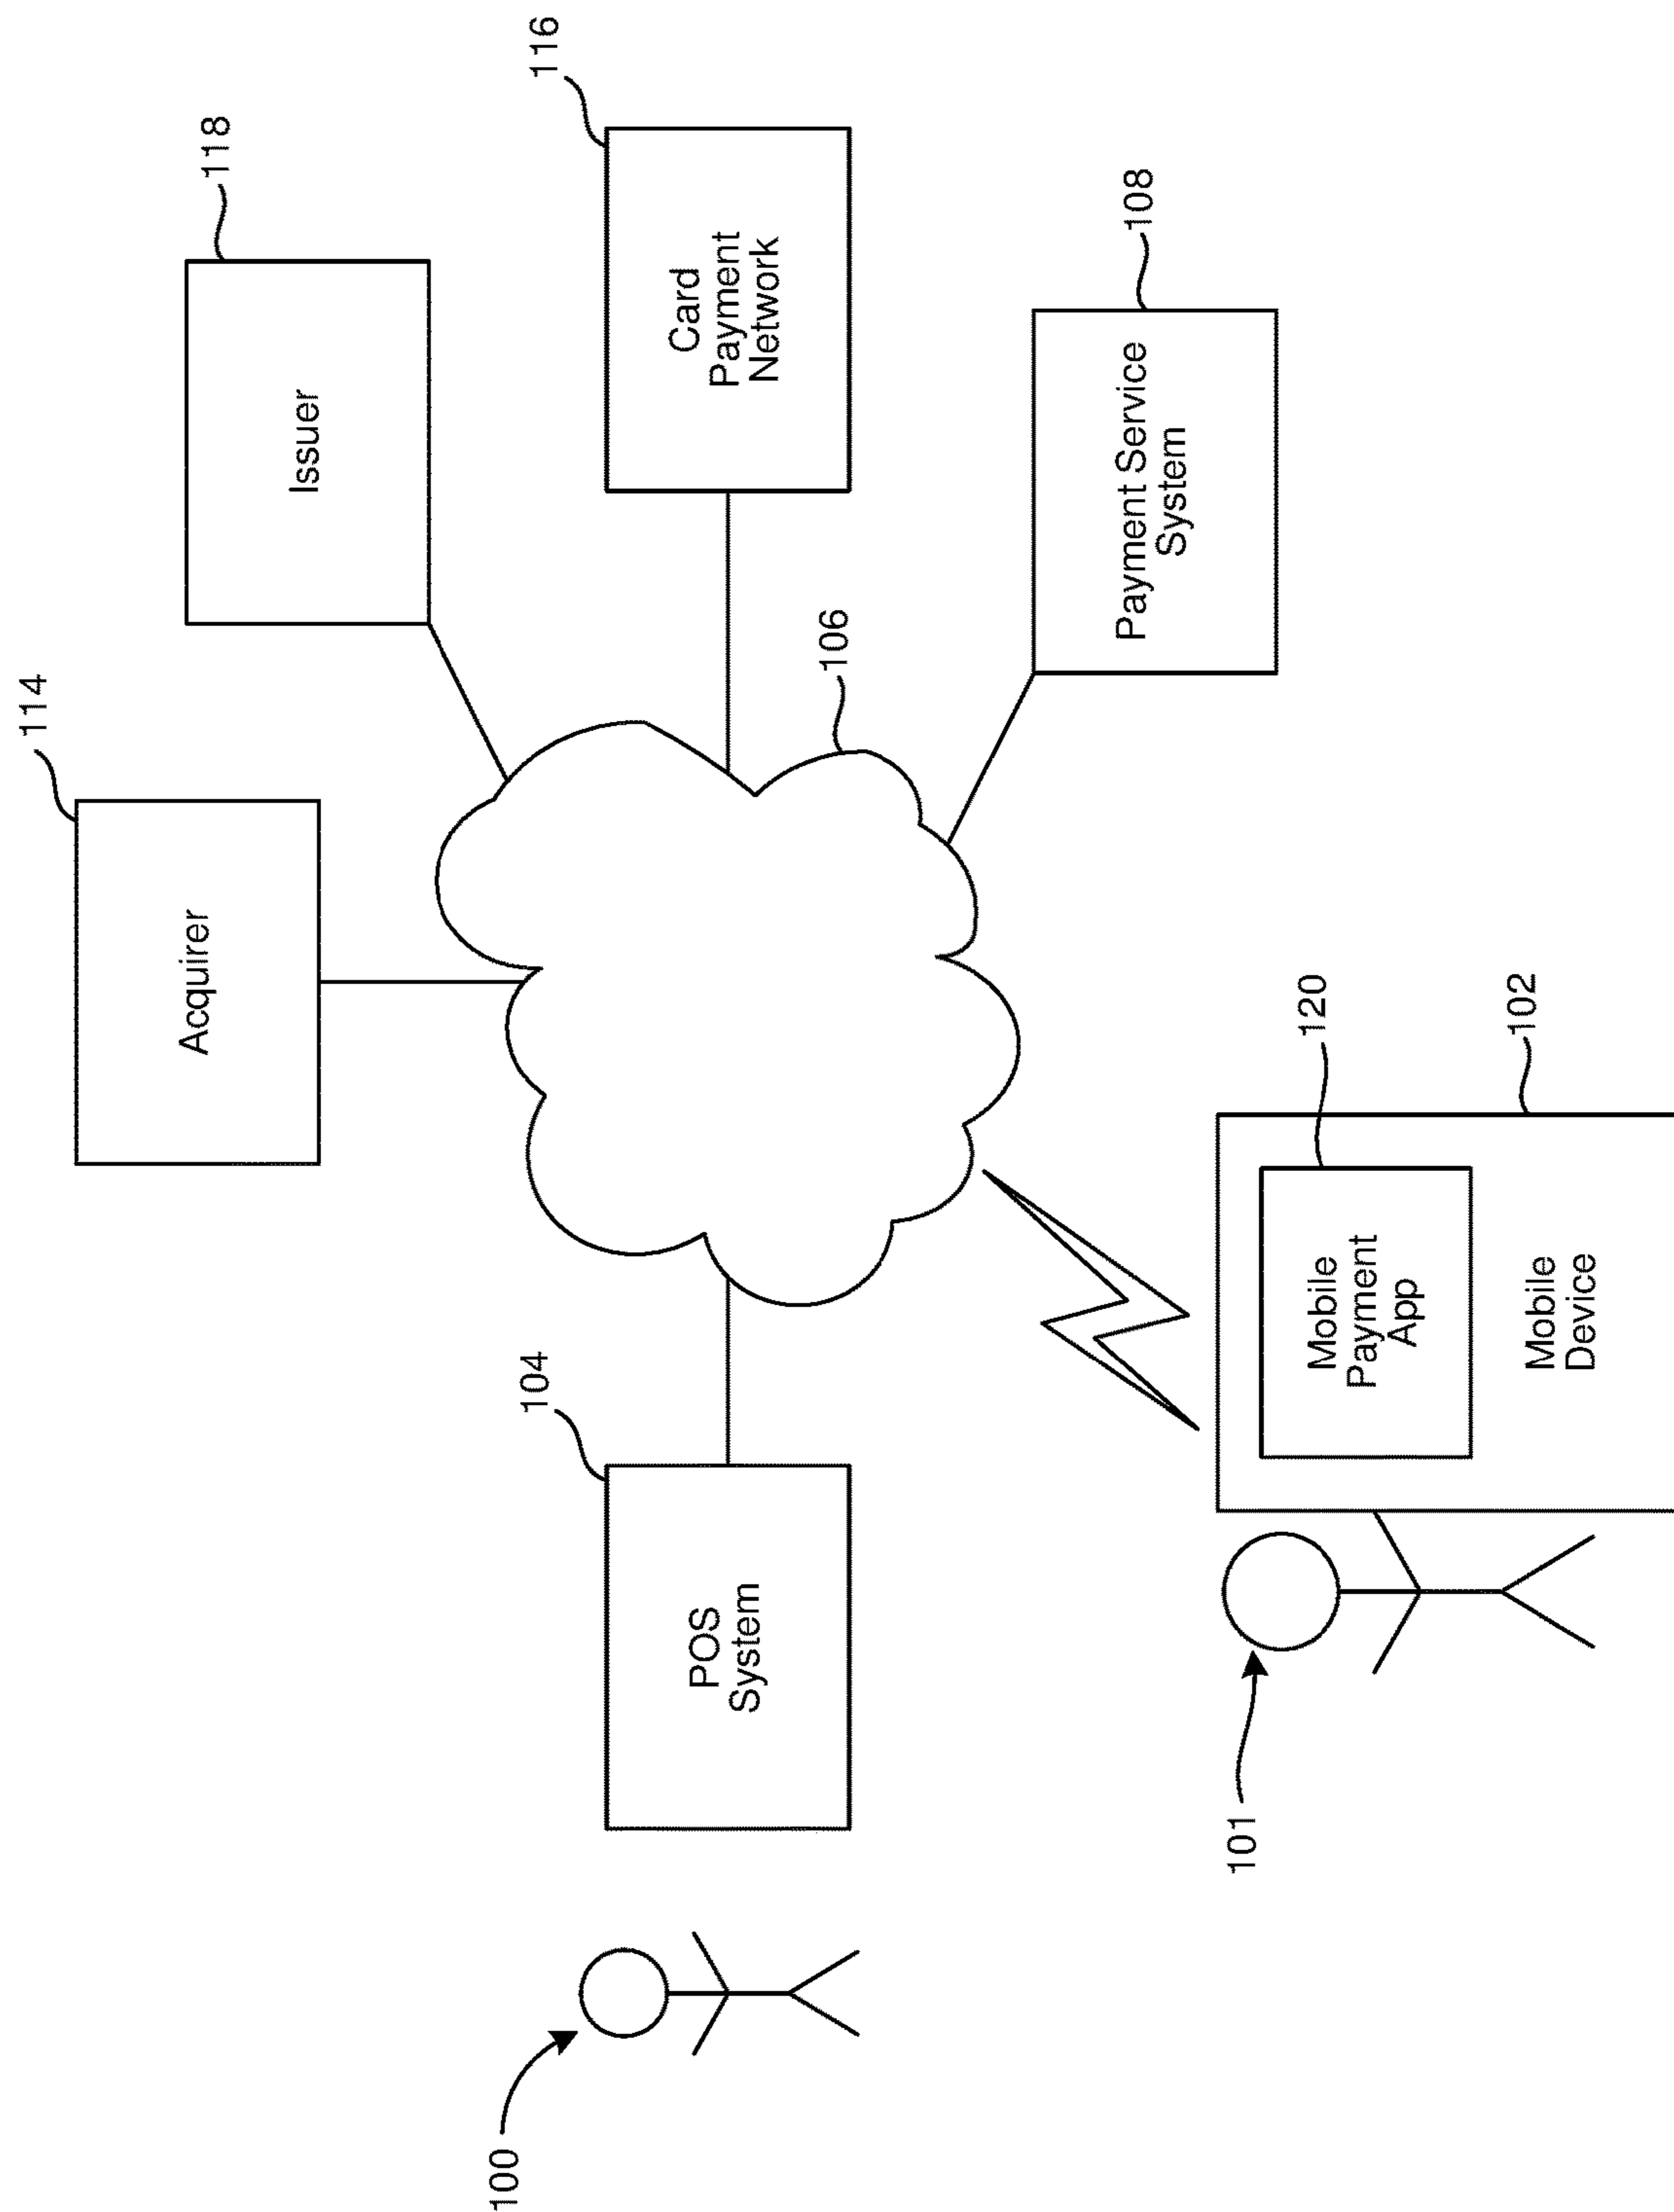 114
Acquirer
118
Issuer
100
104
116
POS
System
Card
Payment
Network
106
108
Payment Service
System
101
120
Mobile
Payment
App
102
Mobile
Device